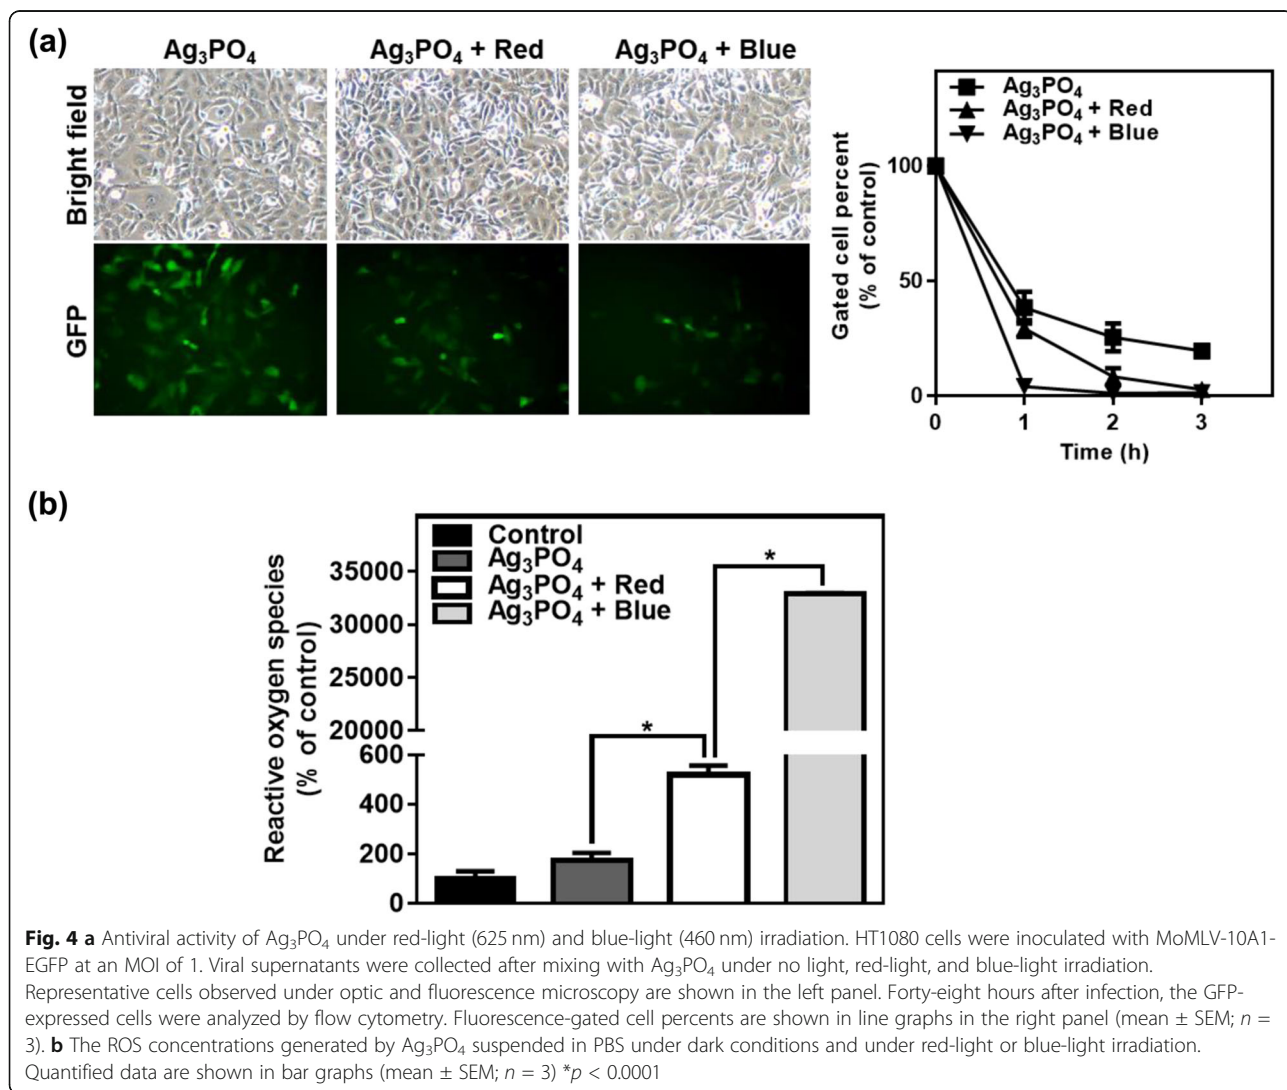 (a)
Ag₃PO₄ Ag₃PO₄ + Red Ag₃PO₄ + Blue
Bright field
GFP
Ag₃PO₄
Ag₃PO₄ + Red
Ag₃PO₄ + Blue
Gated cell percent
(% of control)
100
50
0
0 1 2 3
Time (h)
(b)
Control
Ag₃PO₄
Ag₃PO₄ + Red
Ag₃PO₄ + Blue
Reactive oxygen species
(% of control)
35000
30000
25000
20000
600
400
200
0
*
*
Fig. 4 a Antiviral activity of Ag₃PO₄ under red-light (625 nm) and blue-light (460 nm) irradiation. HT1080 cells were inoculated with MoMLV-10A1-
EGFP at an MOI of 1. Viral supernatants were collected after mixing with Ag₃PO₄ under no light, red-light, and blue-light irradiation.
Representative cells observed under optic and fluorescence microscopy are shown in the left panel. Forty-eight hours after infection, the GFP-
expressed cells were analyzed by flow cytometry. Fluorescence-gated cell percents are shown in line graphs in the right panel (mean ± SEM; n =
3). b The ROS concentrations generated by Ag₃PO₄ suspended in PBS under dark conditions and under red-light or blue-light irradiation.
Quantified data are shown in bar graphs (mean ± SEM; n = 3) *p < 0.0001